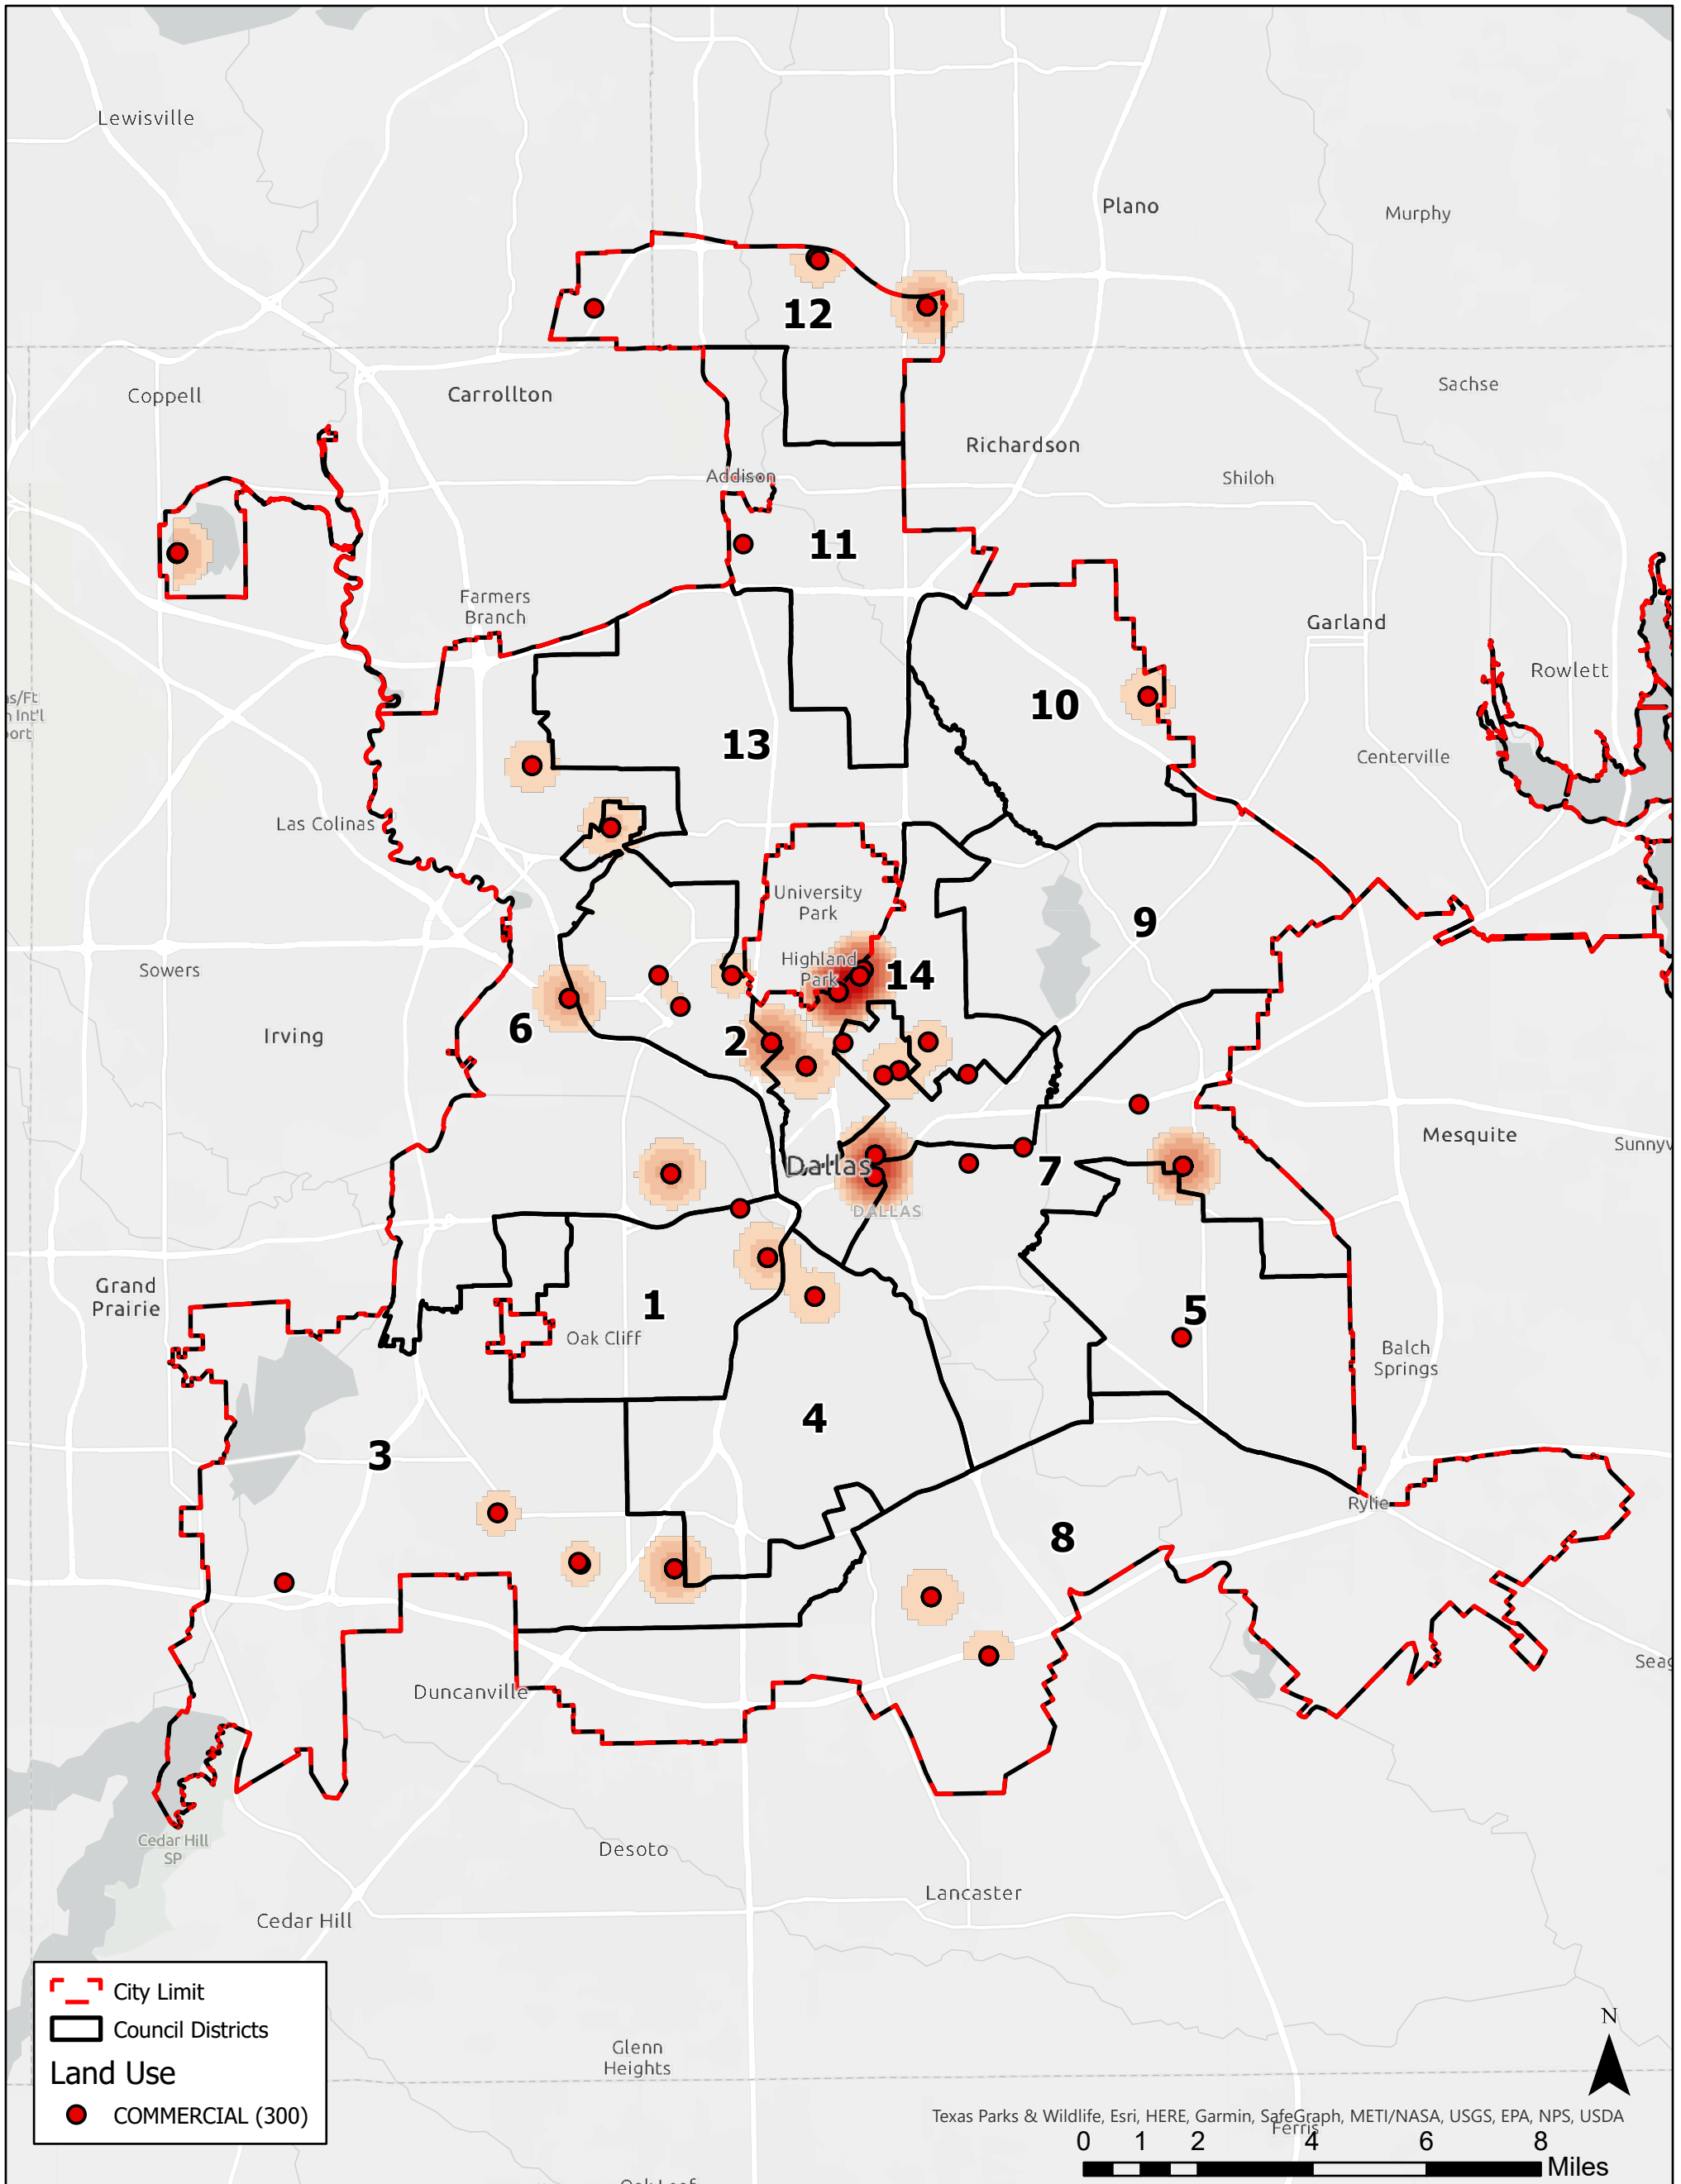 Lewisville
Plano
Murphy
12
Coppell
Carrollton
Sachse
Richardson
Addison
Shiloh
11
Farmers
Branch
Garland
Rowlett
10
13
Centerville
Las Colinas
University
Park
9
Highland
Park
14
Sowers
6
2
Irving
Mesquite
Dallas
7
DALLAS
Grand
Prairie
1
5
Oak Cliff
Balch
Springs
4
3
Rylie
8
Duncanville
Cedar Hill
SP
Desoto
Lancaster
Cedar Hill
City Limit
Council Districts
Land Use
COMMERCIAL (300)
Glenn
Heights
N
Texas Parks & Wildlife, Esri, HERE, Garmin, SafeGraph, METI/NASA, USGS, EPA, NPS, USDA
Ferris
0 1 2 4 6 8
Miles